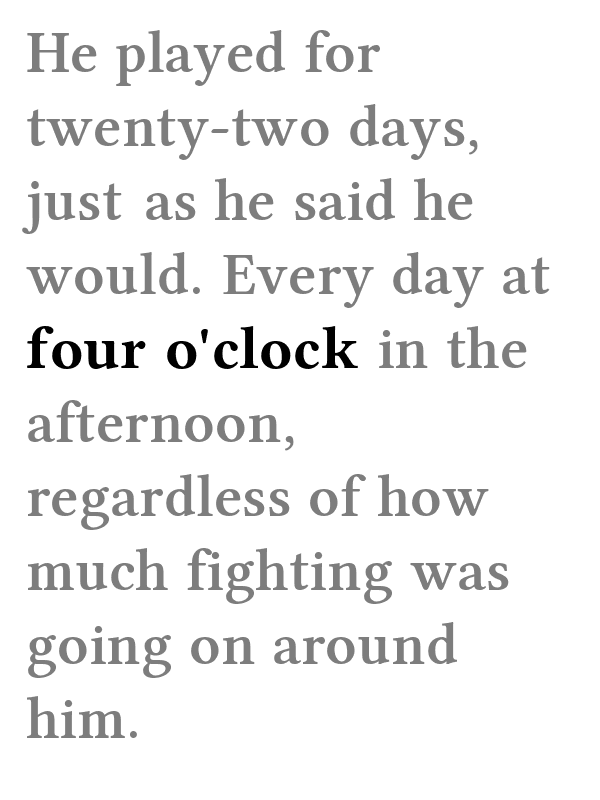 He played for
twenty-two days,
just as he said he
would. Every day at
four o'clock in the
afternoon,
regardless of how
much fighting was
going on around
him.